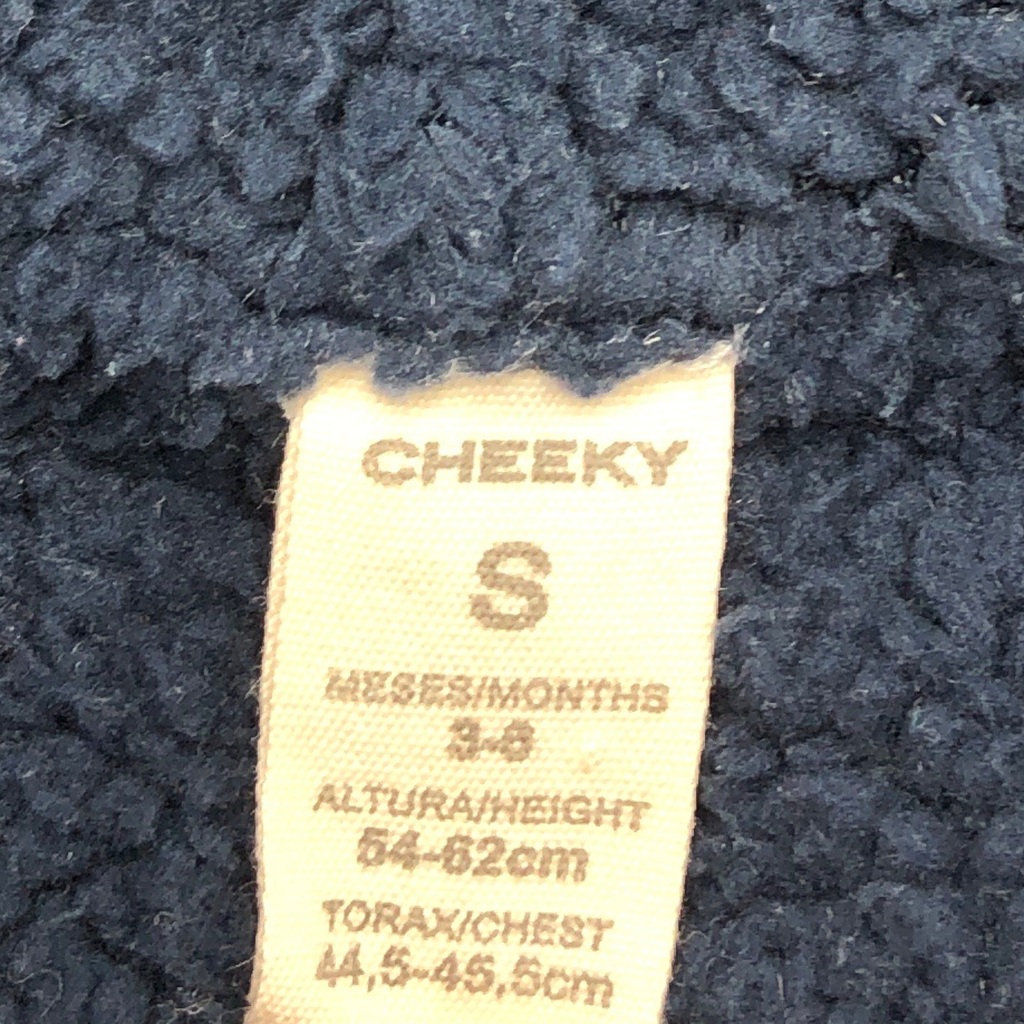 CHEEKY
S
MESES/MONTHS
3-6
ALTURA/HEIGHT
54-62cm
TORAX/CHEST
44,5-45,5cm